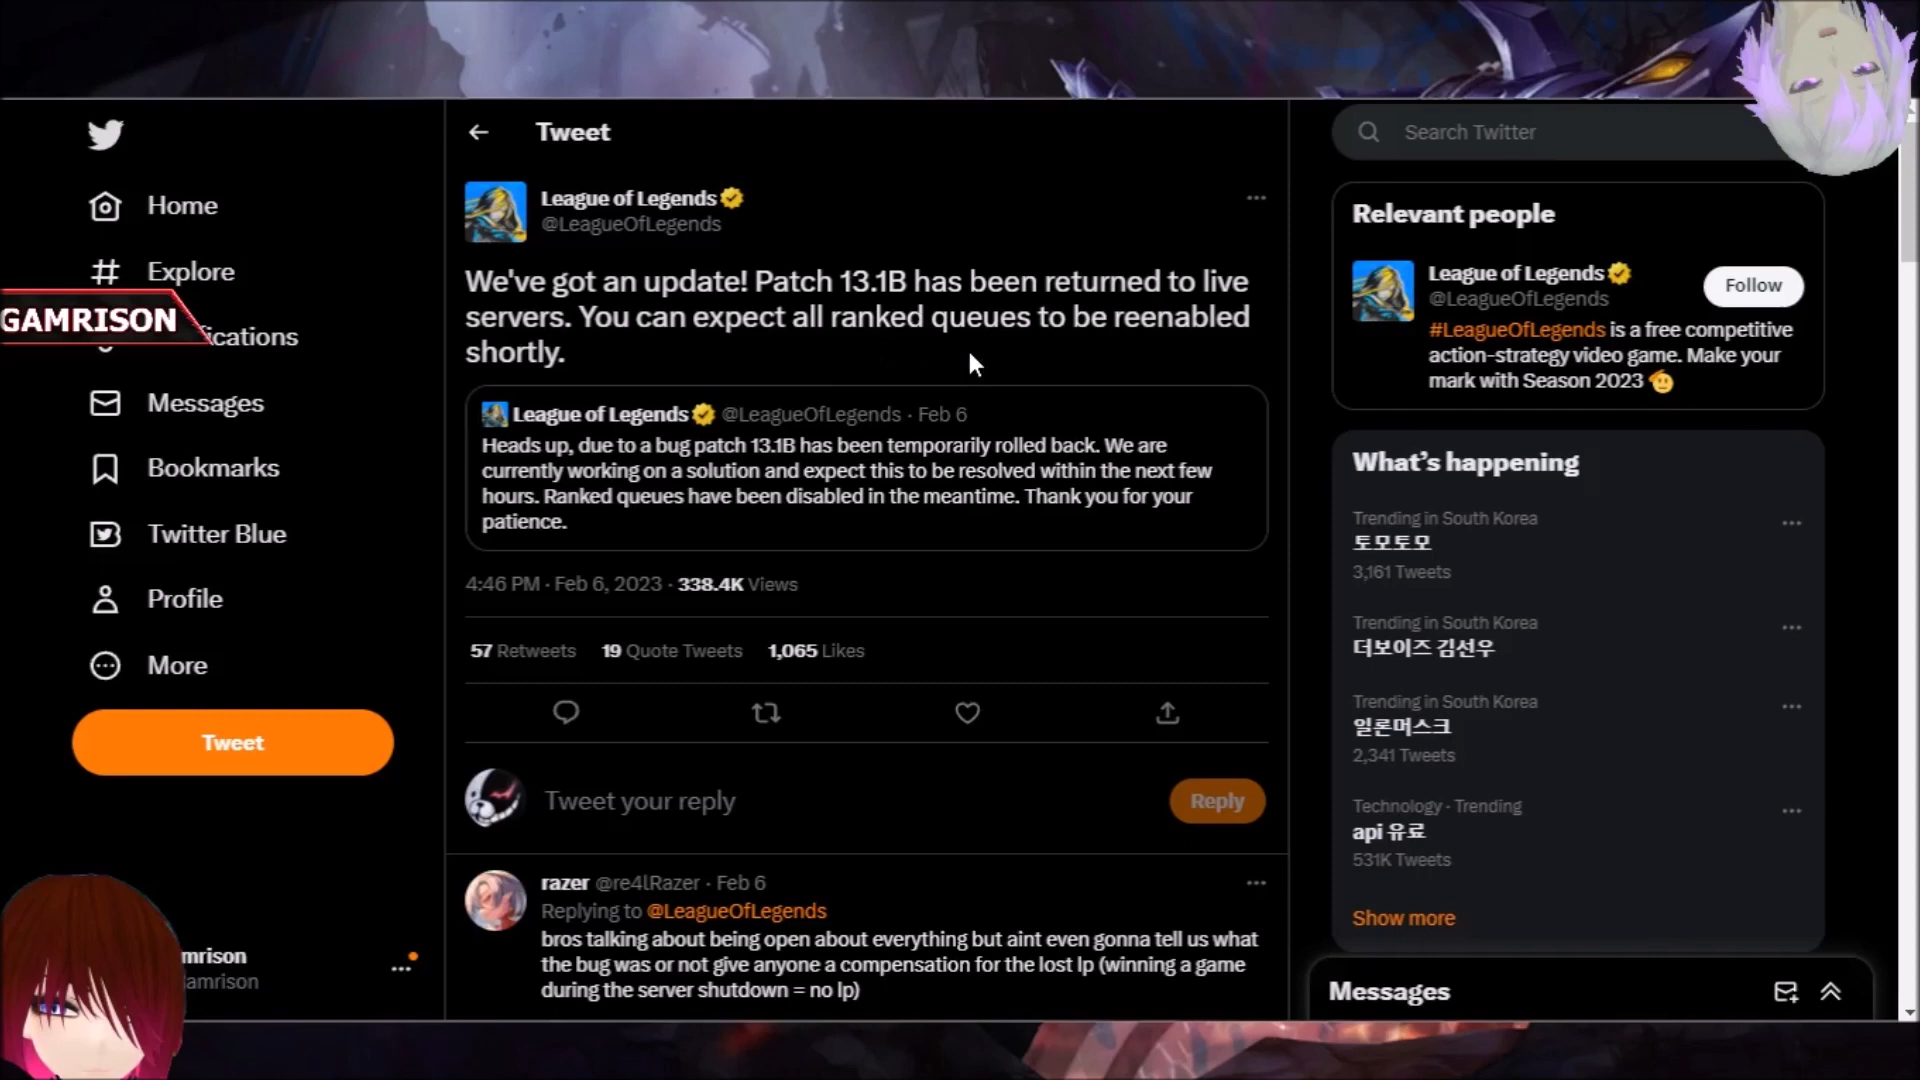 Home
Explore
GAMRISON
ications
Messages
Bookmarks
Twitter Blue
Profile
More
Tweet
mrison
amrison
Tweet
League of Legends
@LeagueOfLegends
We've got an update! Patch 13.1B has been returned to live
servers. You can expect all ranked queues to be reenabled
shortly.
League of Legends @LeagueOfLegends · Feb 6
Heads up, due to a bug patch 13.1B has been temporarily rolled back. We are
currently working on a solution and expect this to be resolved within the next few
hours. Ranked queues have been disabled in the meantime. Thank you for your
patience.
4:46 PM · Feb 6, 2023 · 338.4K Views
57 Retweets 19 Quote Tweets 1,065 Likes
Tweet your reply
Reply
razer @re4lRazer · Feb 6
Replying to @LeagueOfLegends
bros talking about being open about everything but aint even gonna tell us what
the bug was or not give anyone a compensation for the lost lp (winning a game
during the server shutdown = no lp)
Search Twitter
Relevant people
League of Legends
@LeagueOfLegends
Follow
#LeagueOfLegends is a free competitive
action-strategy video game. Make your
mark with Season 2023
What's happening
Trending in South Korea
토모토모
3,161 Tweets
Trending in South Korea
더보이즈 김선우
Trending in South Korea
일론머스크
2,341 Tweets
Technology · Trending
api 유료
531K Tweets
Show more
Messages